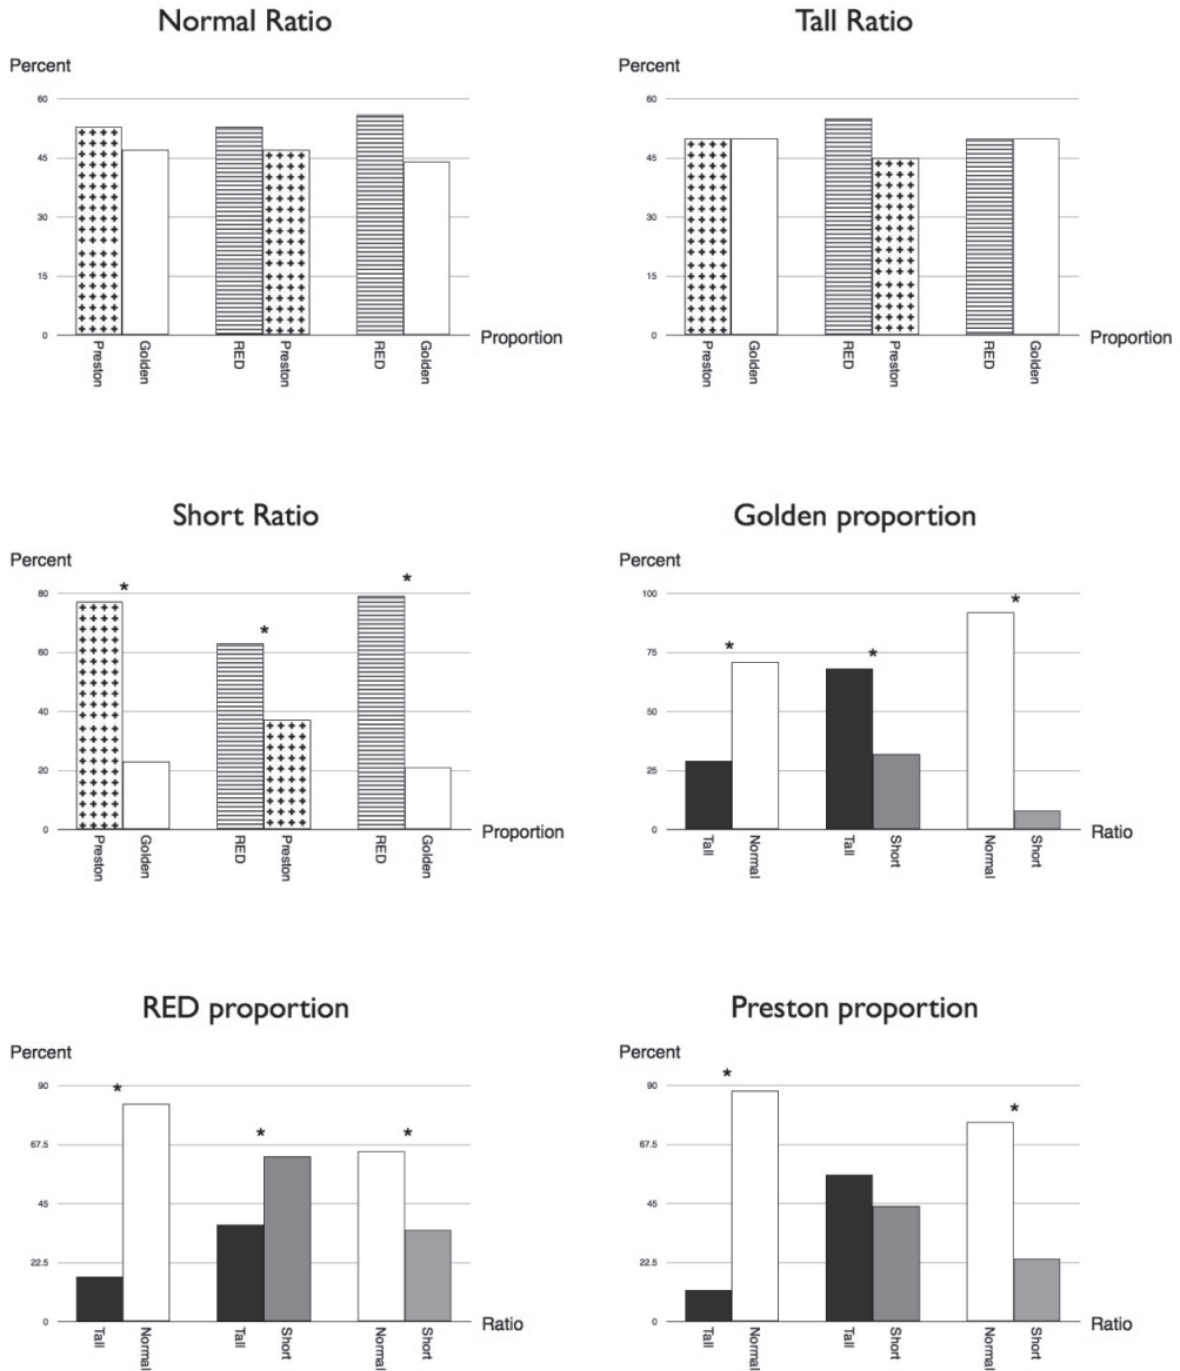 Normal Ratio
Percent
60
45
30
15
0
Preston
Golden
RED
Preston
RED
Golden
Proportion
Tall Ratio
Percent
60
45
30
15
0
Preston
Golden
RED
Preston
RED
Golden
Proportion
Short Ratio
Percent
80
60
40
20
0
*
*
*
Preston
Golden
RED
Preston
RED
Golden
Proportion
Golden proportion
Percent
100
75
50
25
0
*
*
*
Tall
Normal
Tall
Short
Normal
Short
Ratio
RED proportion
Percent
90
67.5
45
22.5
0
*
*
*
Tall
Normal
Tall
Short
Normal
Short
Ratio
Preston proportion
Percent
90
67.5
45
22.5
0
*
*
Tall
Normal
Tall
Short
Normal
Short
Ratio